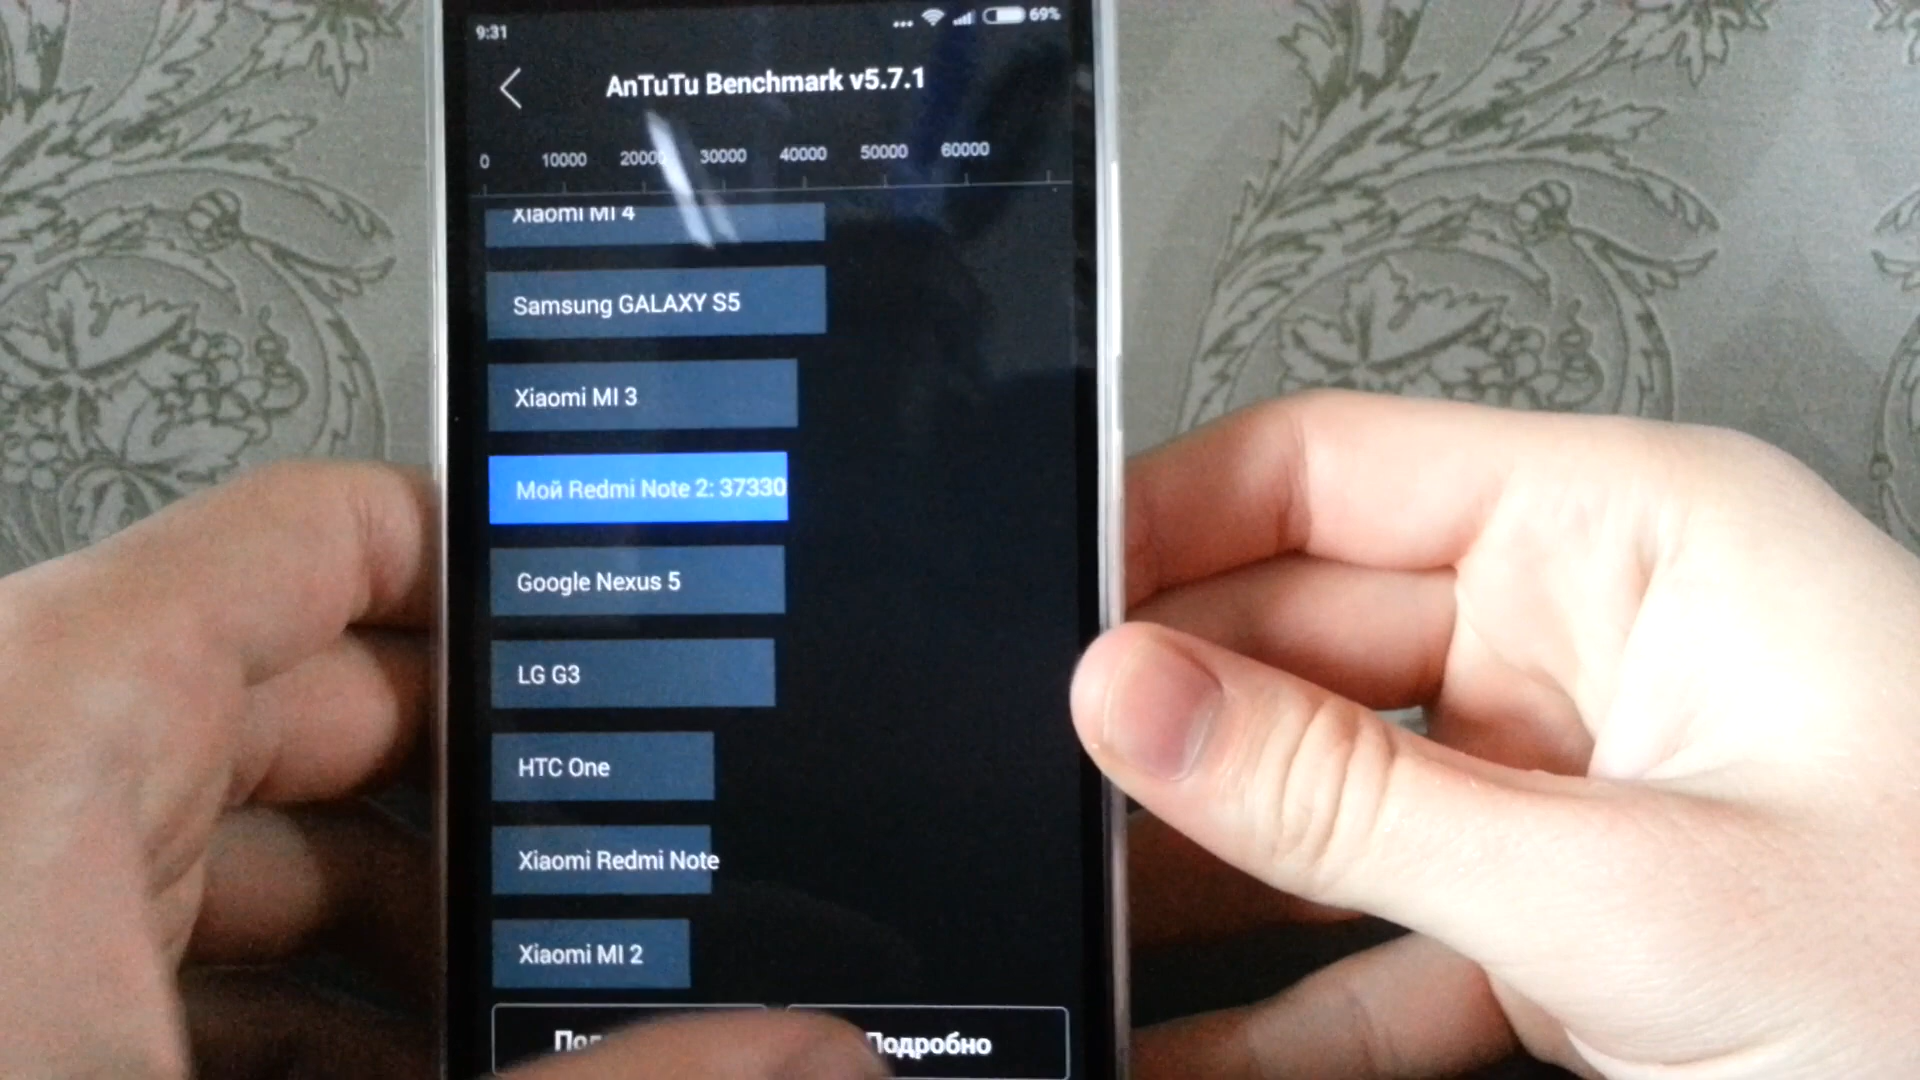 9:31
69%
AnTuTu Benchmark v5.7.1
0 10000 20000 30000 40000 50000 60000
Xiaomi MI 4
Samsung GALAXY S5
Xiaomi MI 3
Мой Redmi Note 2: 37330
Google Nexus 5
LG G3
HTC One
Xiaomi Redmi Note
Xiaomi MI 2
Подробно